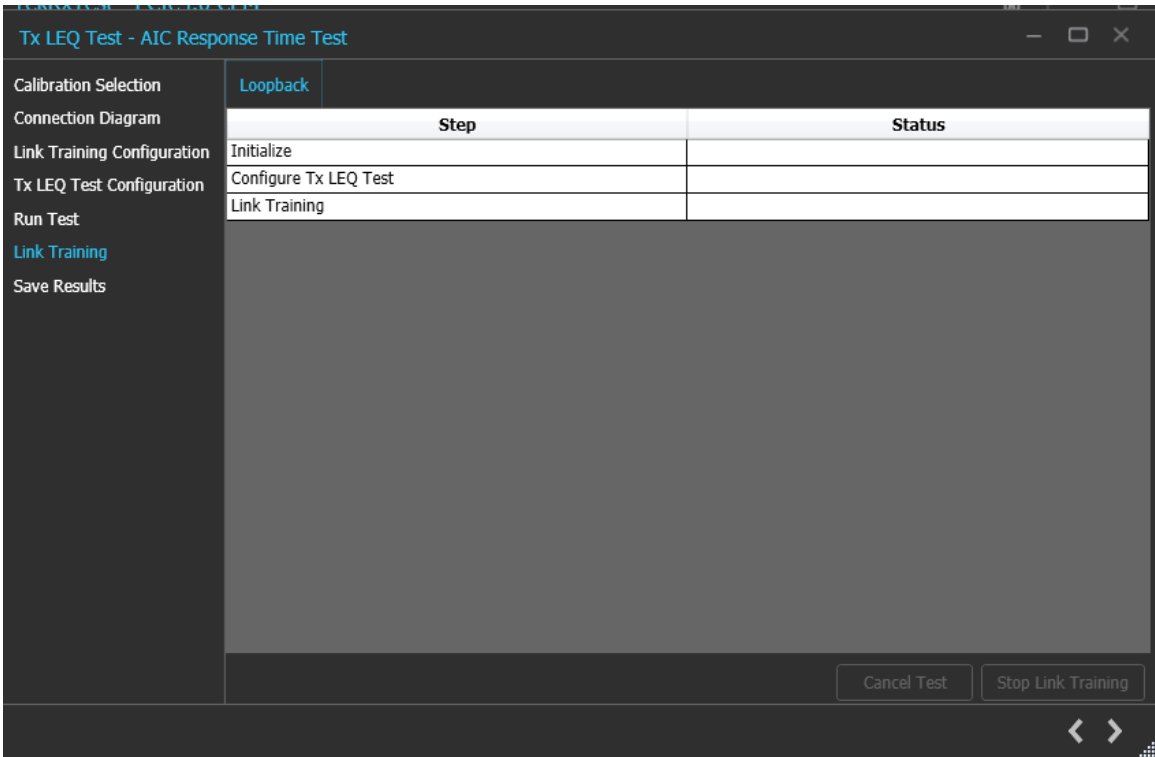 Tx LEQ Test - AIC Response Time Test
Calibration Selection
Connection Diagram
Link Training Configuration
Tx LEQ Test Configuration
Run Test
Link Training
Save Results
Loopback
Step Status
Initialize
Configure Tx LEQ Test
Link Training
Cancel Test Stop Link Training